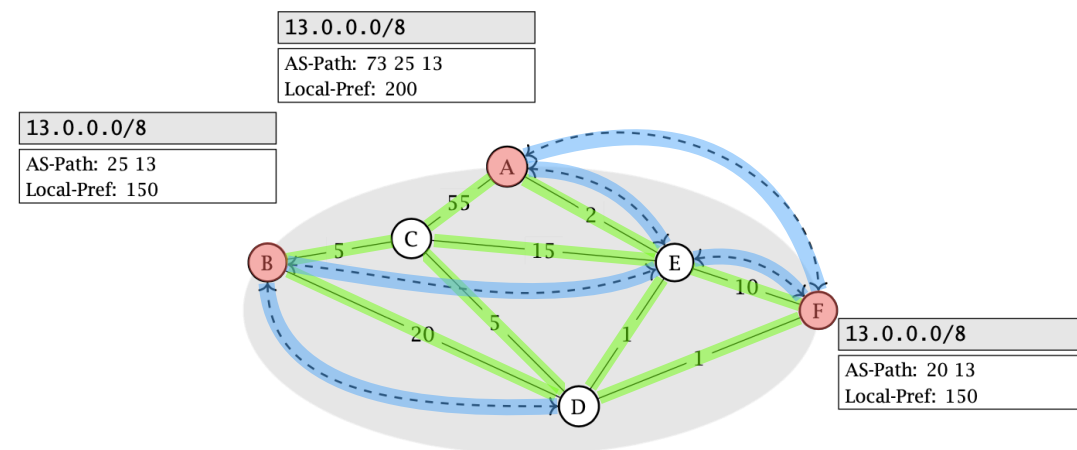 13.0.0.0/8
AS-Path: 73 25 13
Local-Pref: 200
13.0.0.0/8
AS-Path: 25 13
Local-Pref: 150
A
55
2
C
5
15
B
E
10
F
5
20
1
1
D
13.0.0.0/8
AS-Path: 20 13
Local-Pref: 150